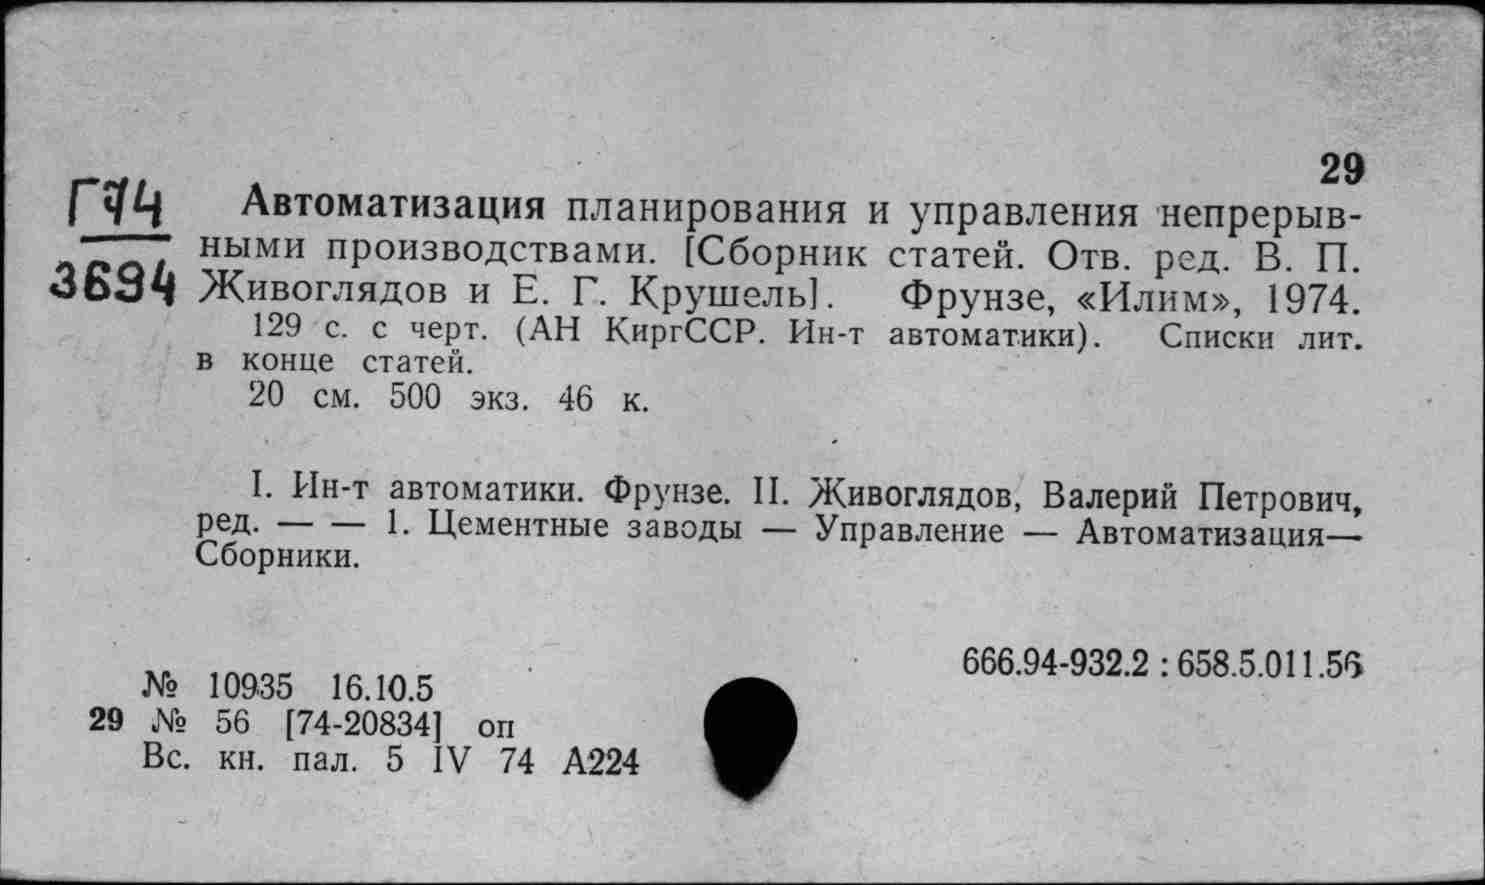 29
Г74
3694
Автоматизация планирования и управления непрерыв-
ными производствами. [Сборник статей. Отв. ред. В. П.
Живоглядов и Е. Г. Крушель]. Фрунзе, «Илим», 1974.
129 с. с черт. (АН КиргССР. Ин-т автоматики). Списки лит.
в конце статей.
20 см. 500 экз. 46 к.
I. Ин-т автоматики. Фрунзе. II. Живоглядов, Валерий Петрович,
ред. — — 1. Цементные заводы — Управление — Автоматизация—
Сборники.
666.94-932.2 : 658.5.011.56
№ 10935 16.10.5
29 № 56 [74-20834] оп
Вс. кн. пал. 5 IV 74 А224